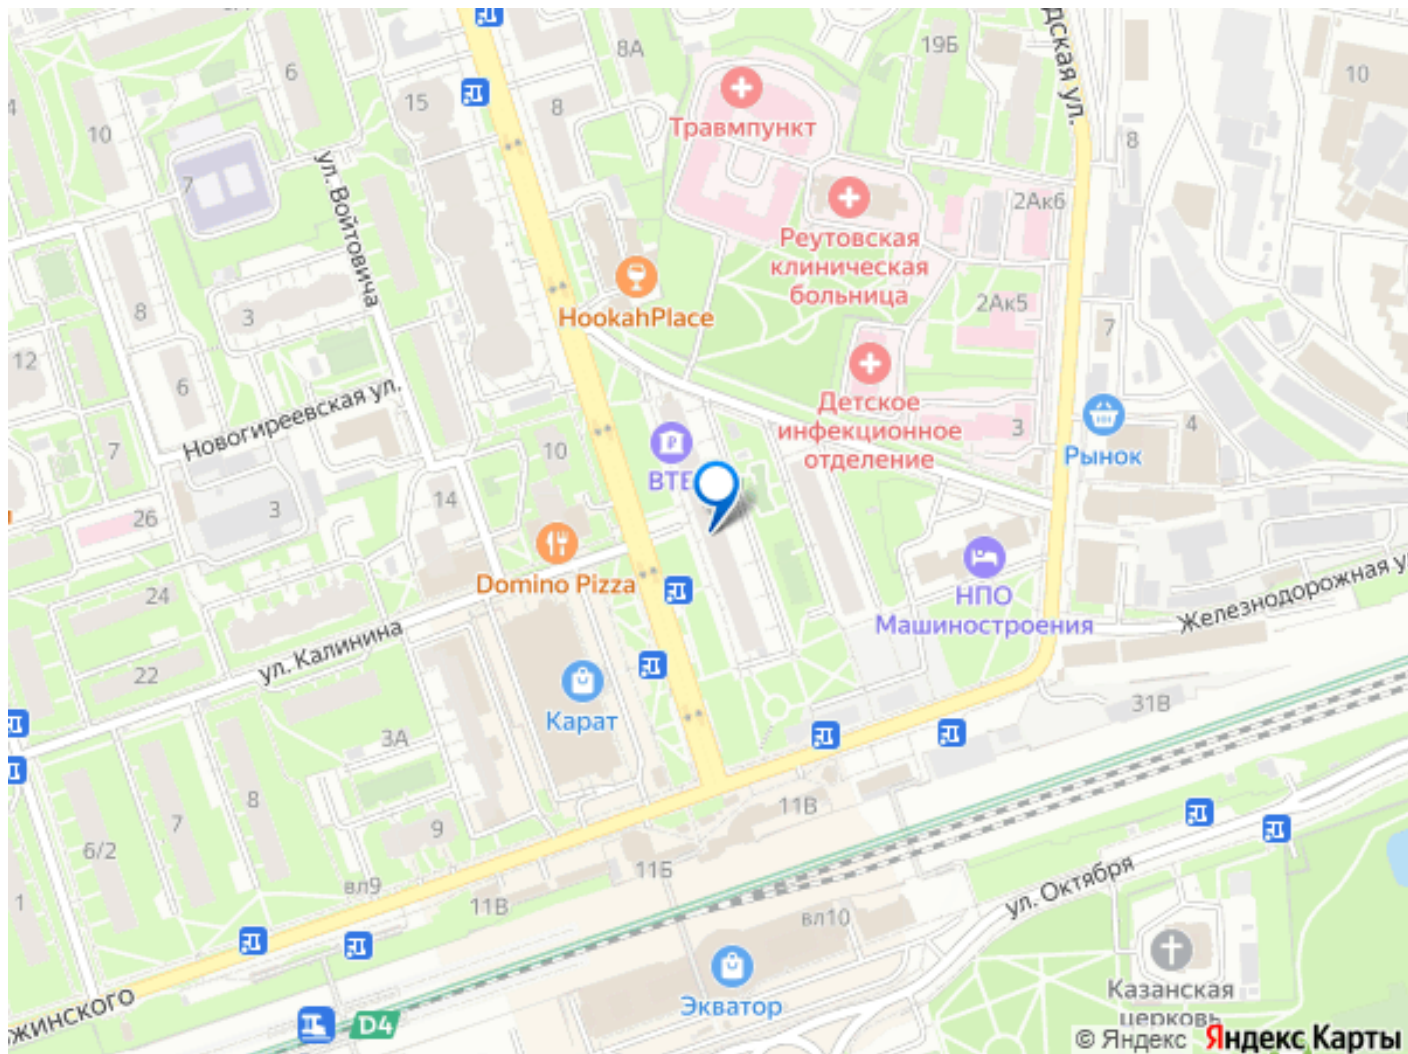 8А
19Б
дская ул.
6
10
15
8
10
Травмпункт
8
7
ул. Войтовича
2Ак6
Реутовская
клиническая
больница
HookahPlace
8
3
2Ак5
7
12
6
Новогиреевская ул.
Детское
инфекционное
отделение
3
4
Рынок
7
10
ВТБ
14
26
3
Domino Pizza
НПО
Машиностроения
Железнодорожная у
24
ул. Калинина
22
Карат
31В
3А
11В
8
7
9
6/2
11Б
ул. Октября
вл9
1
11В
вл10
Экватор
Казанская
церковь
жинского
D4
© Яндекс Яндекс Карты